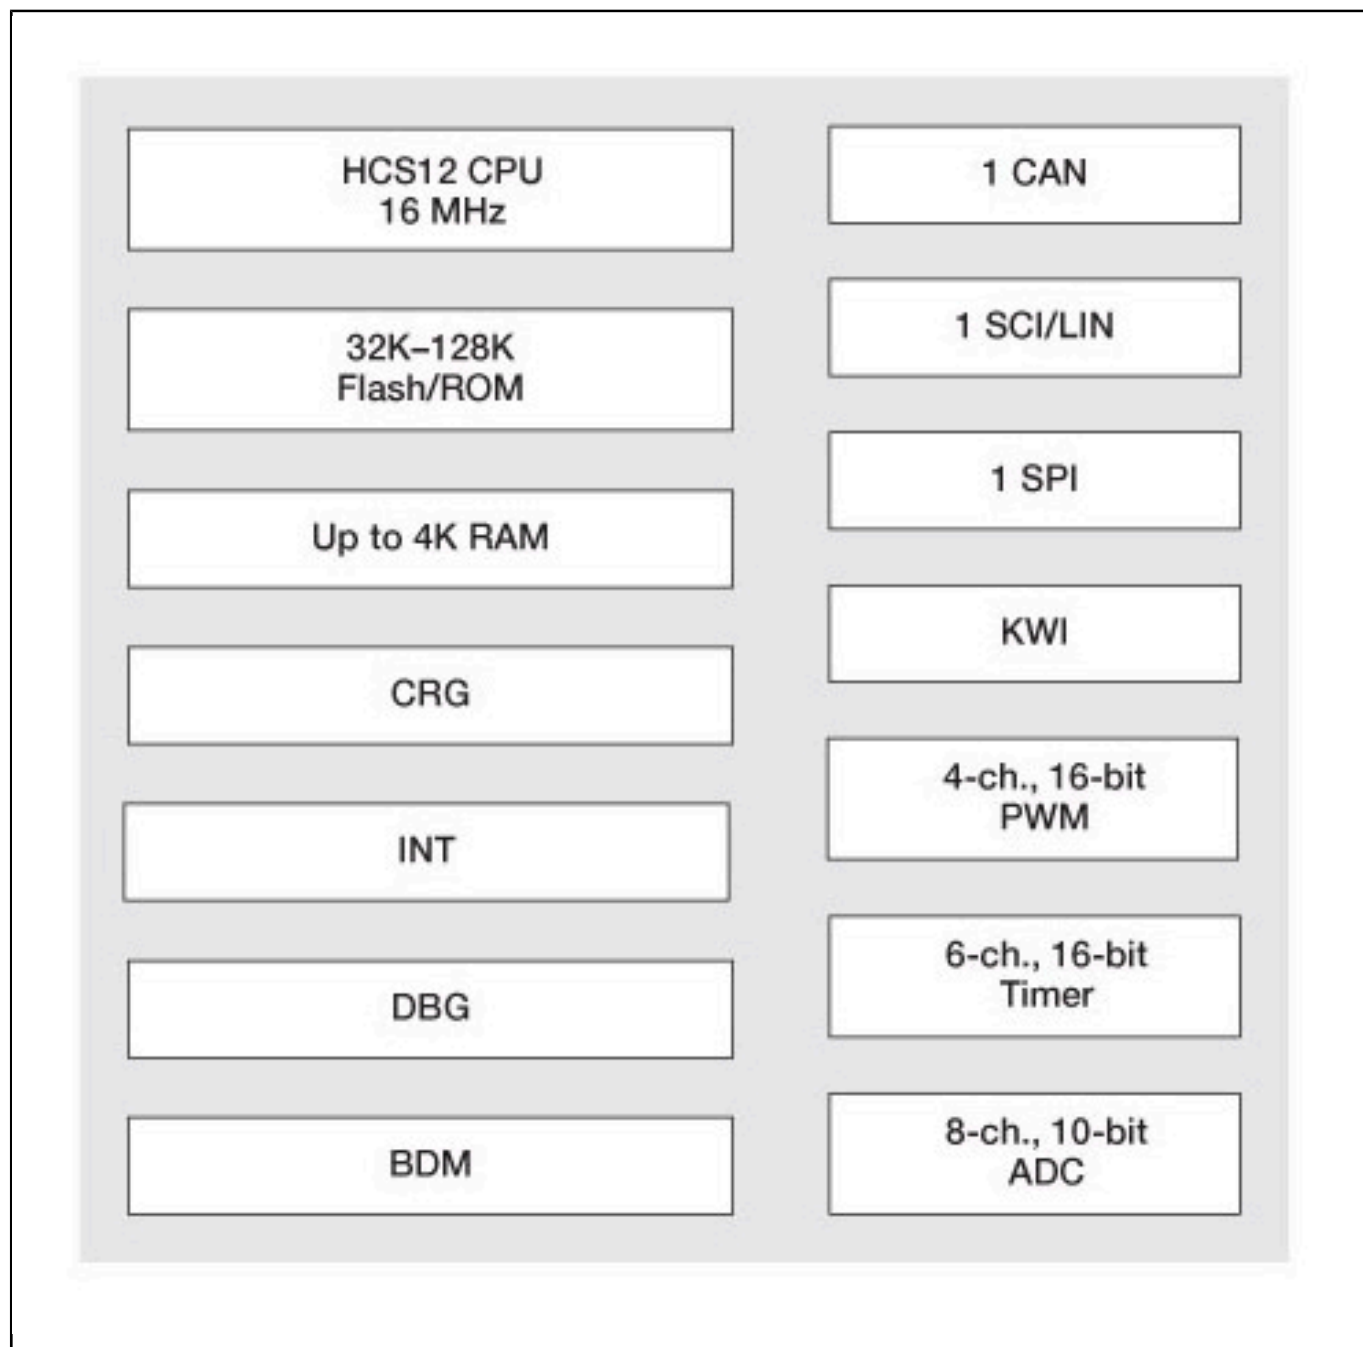 HCS12 CPU
16 MHz
32K–128K
Flash/ROM
Up to 4K RAM
CRG
INT
DBG
BDM
1 CAN
1 SCI/LIN
1 SPI
KWI
4-ch., 16-bit
PWM
6-ch., 16-bit
Timer
8-ch., 10-bit
ADC